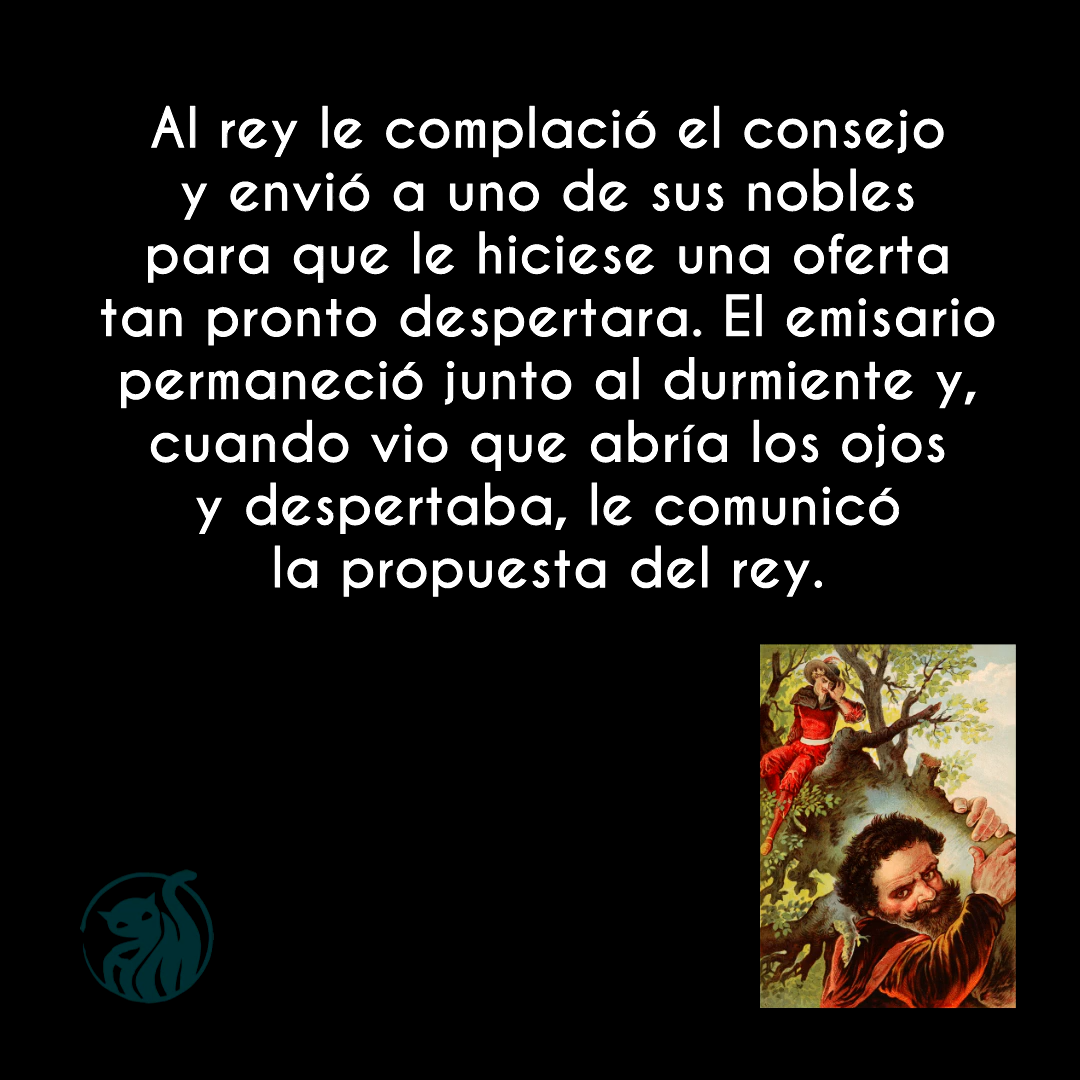 Al rey le complació el consejo
y envió a uno de sus nobles
para que le hiciese una oferta
tan pronto despertara. El emisario
permaneció junto al durmiente y,
cuando vio que abría los ojos
y despertaba, le comunicó
la propuesta del rey.